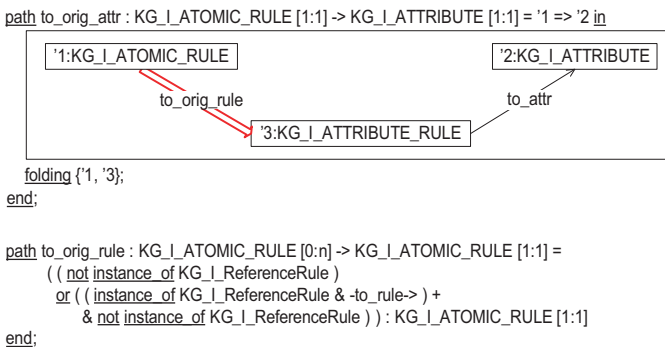 path to_orig_attr : KG_I_ATOMIC_RULE [1:1] -> KG_I_ATTRIBUTE [1:1] = '1 => '2 in
'1:KG_I_ATOMIC_RULE
'2:KG_I_ATTRIBUTE
to_orig_rule
to_attr
'3:KG_I_ATTRIBUTE_RULE
folding {'1, '3};
end;
path to_orig_rule : KG_I_ATOMIC_RULE [0:n] -> KG_I_ATOMIC_RULE [1:1] =
( ( not instance_of KG_I_ReferenceRule )
or ( ( instance_of KG_I_ReferenceRule & -to_rule-> ) +
& not instance_of KG_I_ReferenceRule ) ) : KG_I_ATOMIC_RULE [1:1]
end;